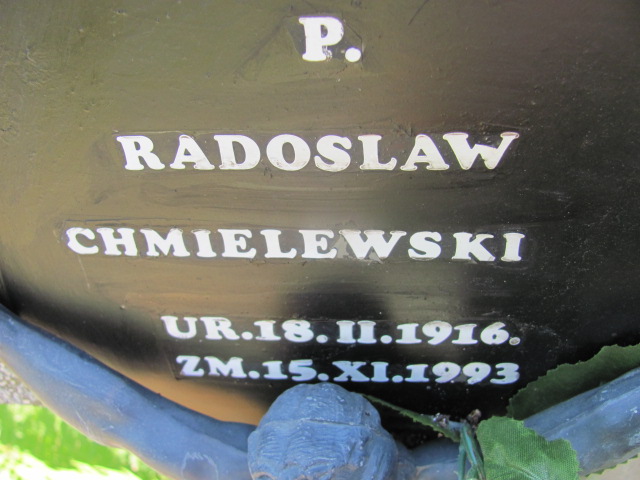 P.
RADOSLAW
CHMIELEWSKI
UR.18.II.1916.
ZM.15.XI.1993